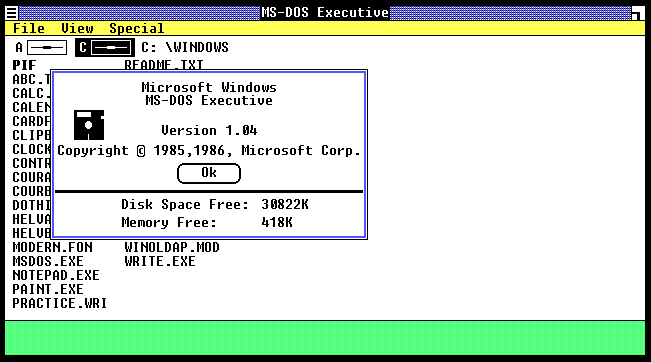 MS-DOS Executive
File View Special
A C C: \WINDOWS
PIF README.TXT
ABC.T
CALC.
CALEN
CARDF
CLIPB
CLOCK
CONTR
COURA
COURB
DOTHI
HELVA
HELVB
MODERN.FON WINOLDAP.MOD
MSDOS.EXE WRITE.EXE
NOTEPAD.EXE
PAINT.EXE
PRACTICE.WRI
Microsoft Windows
MS-DOS Executive
Version 1.04
Copyright © 1985,1986, Microsoft Corp.
Ok
Disk Space Free: 30822K
Memory Free: 418K